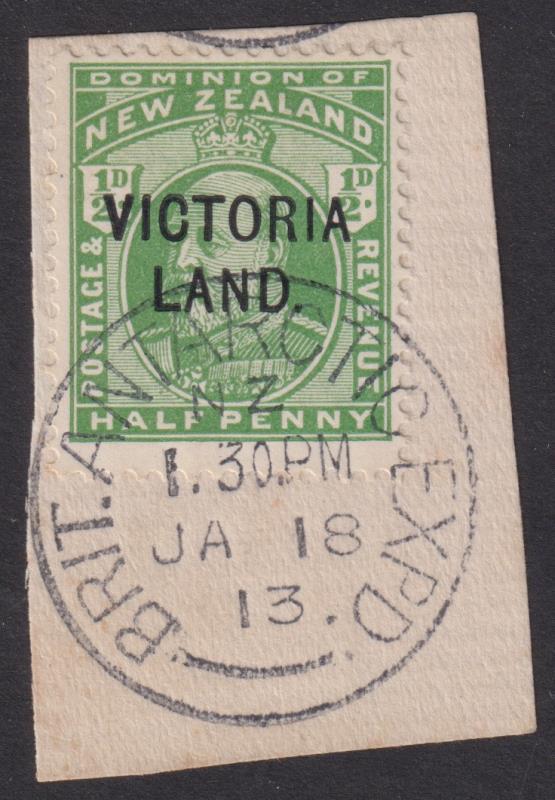 DOMINION OF
NEW ZEALAND
½D ½D
POSTAGE & REVENUE
VICTORIA
LAND.
HALFPENNY
BRIT. ANTARCTIC EXPD.
N Z
1.30.PM
JA 18
13.